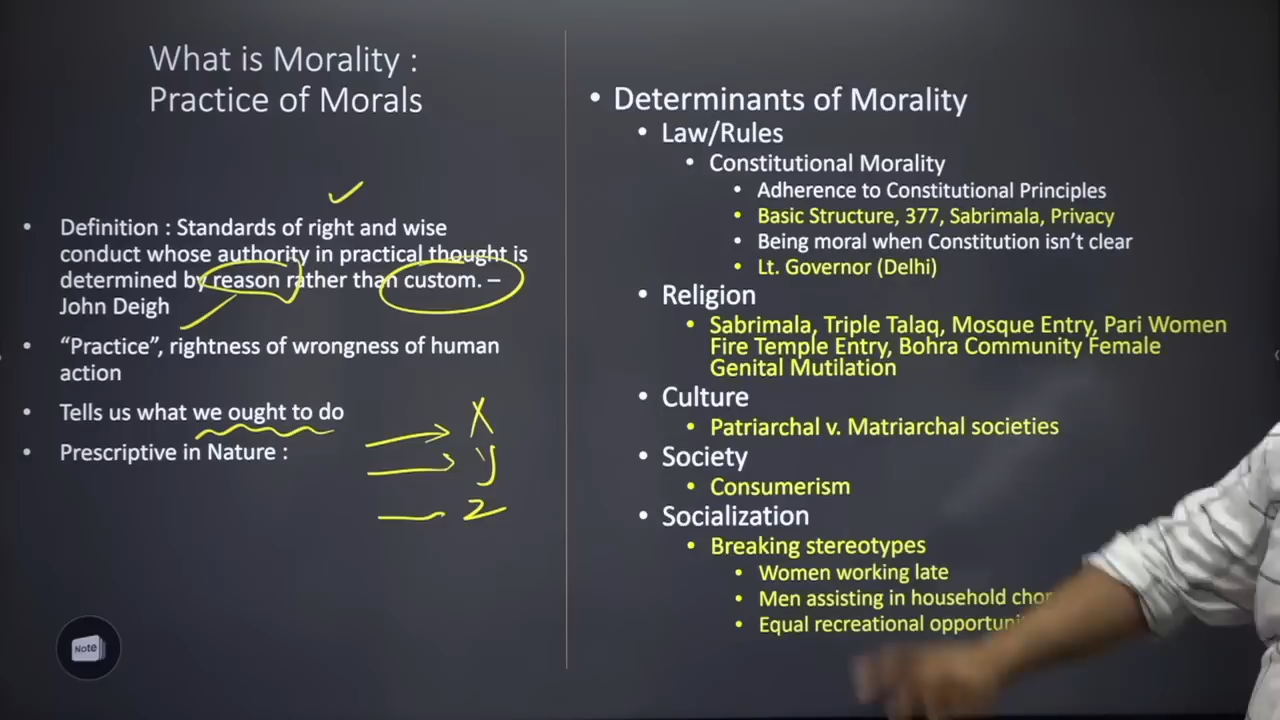 What is Morality :
Practice of Morals
Definition : Standards of right and wise
conduct whose authority in practical thought is
determined by reason rather than custom. –
John Deigh
“Practice”, rightness of wrongness of human
action
Tells us what we ought to do
Prescriptive in Nature :
X
y
z
Note
Determinants of Morality
Law/Rules
Constitutional Morality
Adherence to Constitutional Principles
Basic Structure, 377, Sabrimala, Privacy
Being moral when Constitution isn’t clear
Lt. Governor (Delhi)
Religion
Sabrimala, Triple Talaq, Mosque Entry, Pari Women
Fire Temple Entry, Bohra Community Female
Genital Mutilation
Culture
Patriarchal v. Matriarchal societies
Society
Consumerism
Socialization
Breaking stereotypes
Women working late
Men assisting in household
Equal recreational